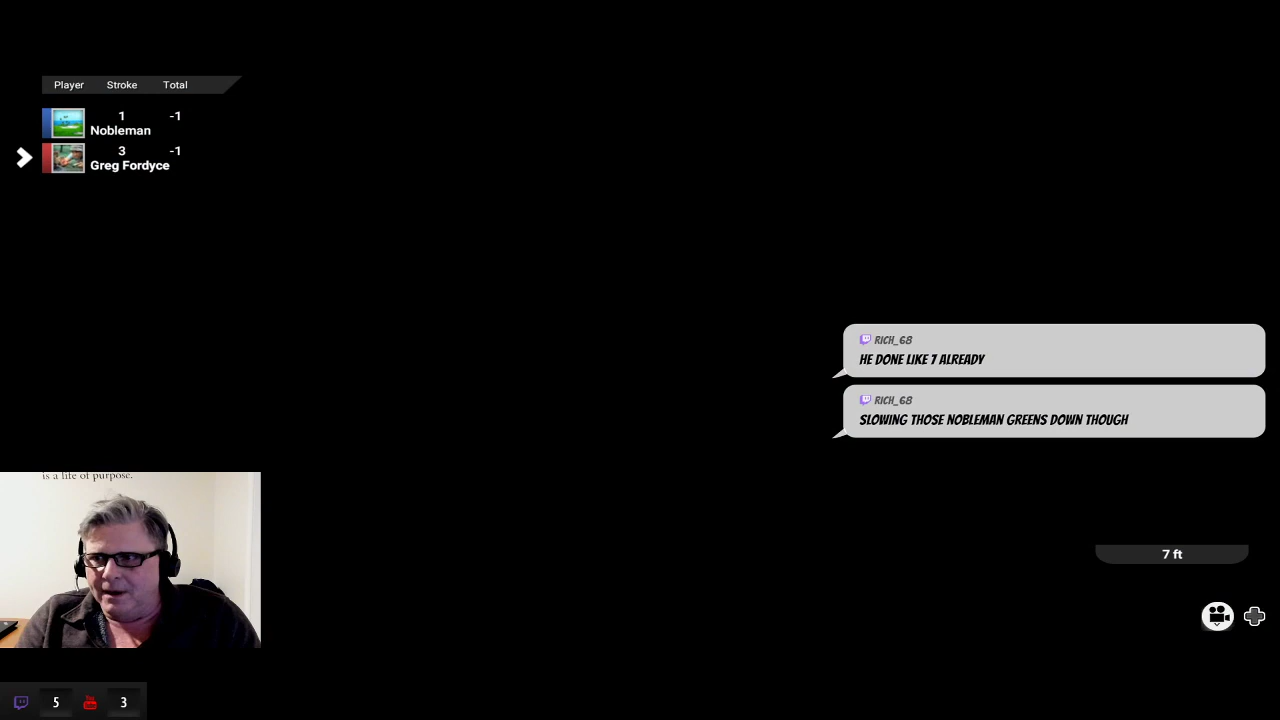 Player Stroke Total
1 -1
Nobleman
3 -1
Greg Fordyce
RICH_68
HE DONE LIKE 7 ALREADY
RICH_68
SLOWING THOSE NOBLEMAN GREENS DOWN THOUGH
is a life of purpose.
7 ft
5 3